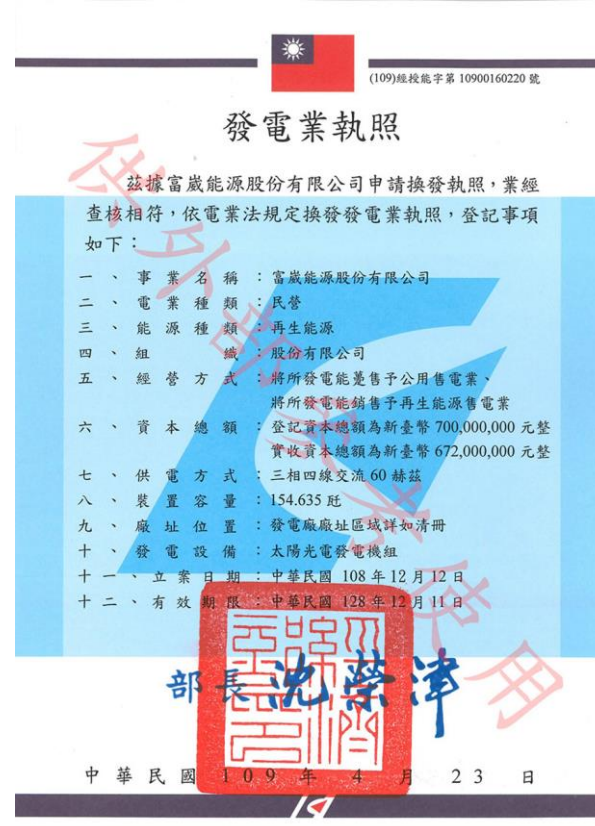 (109)經授能字第 10900160220 號
發電業執照
茲據富崴能源股份有限公司申請換發執照，業經
查核相符，依電業法規定換發發電業執照，登記事項
如下：
一、事業名稱：富崴能源股份有限公司
二、電業種類：民營
三、能源種類：再生能源
四、組織：股份有限公司
五、經營方式：將所發電能躉售予公用售電業、
將所發電能銷售予再生能源售電業
六、資本總額：登記資本總額為新臺幣 700,000,000 元整
實收資本總額為新臺幣 672,000,000 元整
七、供電方式：三相四線交流 60 赫茲
八、裝置容量：154.635 瓩
九、廠址位置：發電廠廠址區域詳如清冊
十、發電設備：太陽光電發電機組
十一、立案日期：中華民國 108 年 12 月 12 日
十二、有效期限：中華民國 128 年 12 月 11 日
部長 沈榮津
中華民國 109 年 4 月 23 日